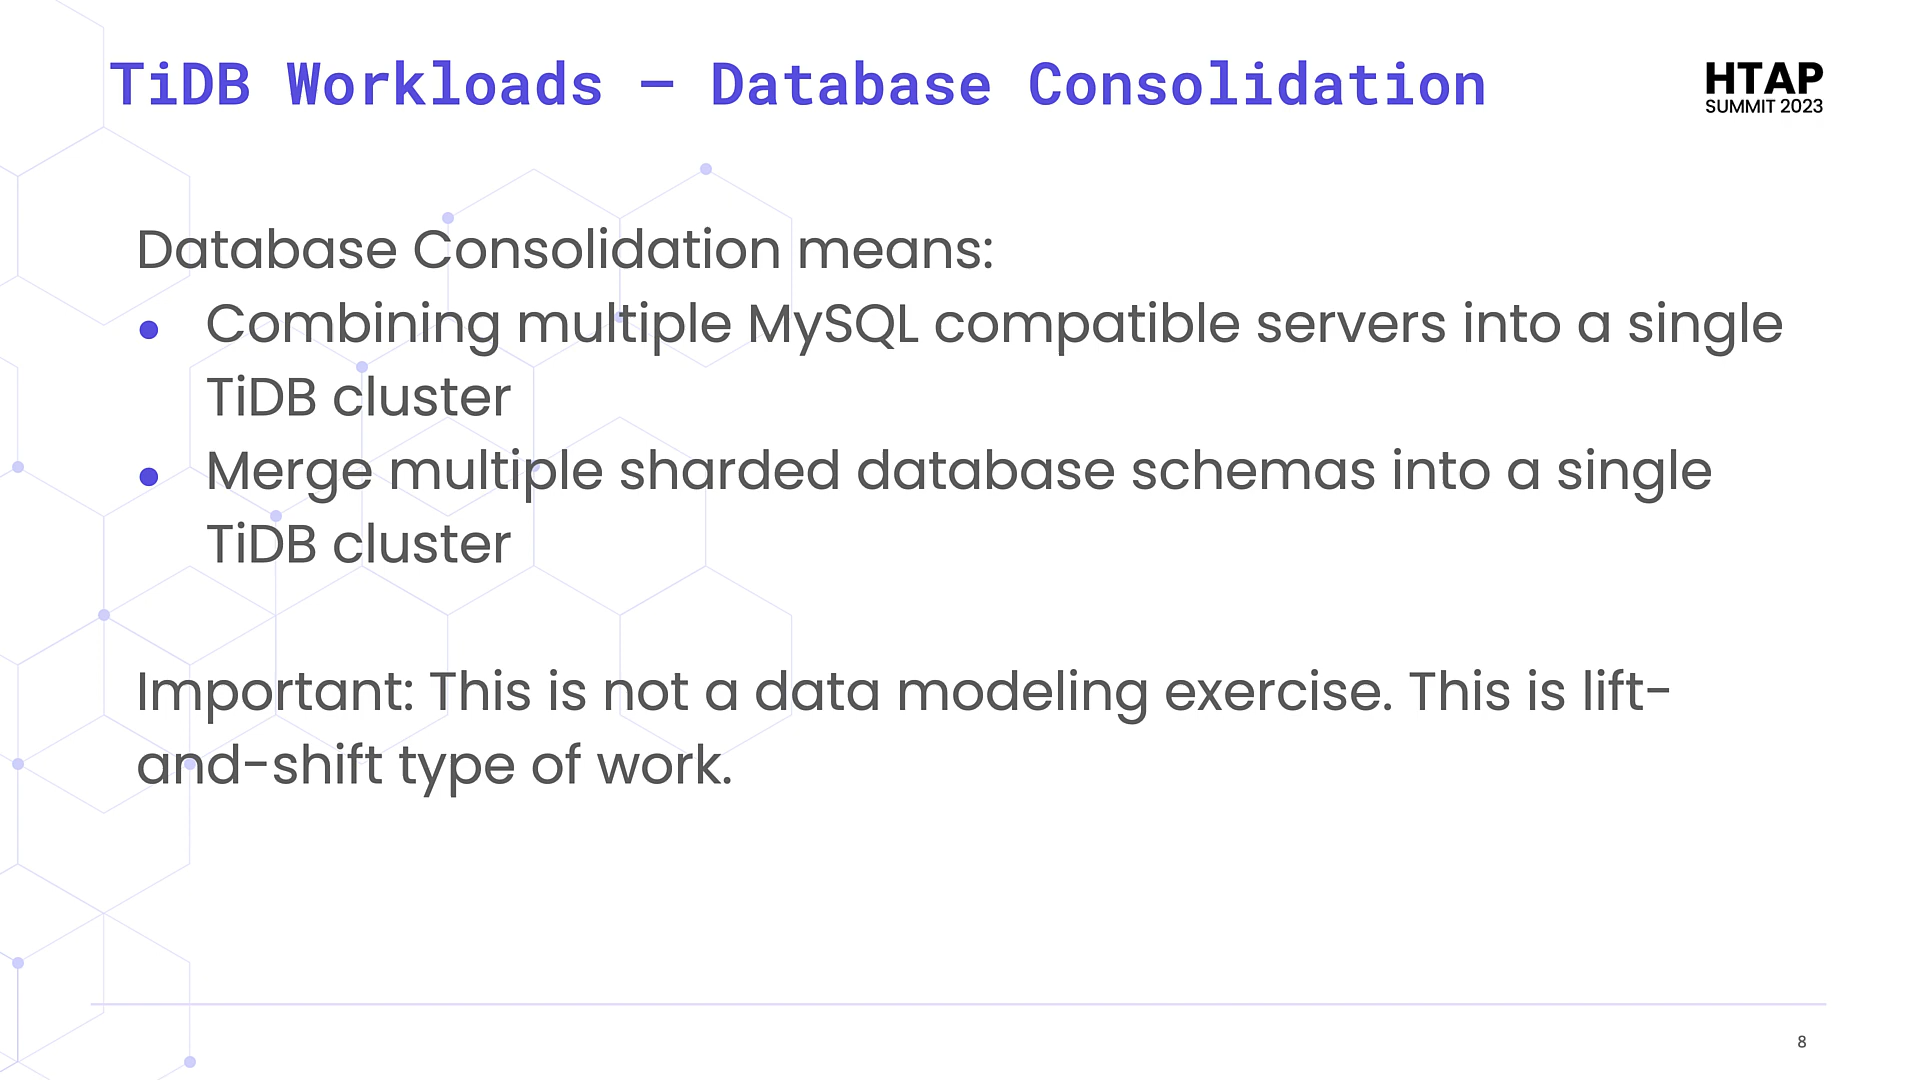 TiDB Workloads – Database Consolidation
HTAP
SUMMIT 2023
Database Consolidation means:
● Combining multiple MySQL compatible servers into a single
TiDB cluster
● Merge multiple sharded database schemas into a single
TiDB cluster
Important: This is not a data modeling exercise. This is lift-
and-shift type of work.
8